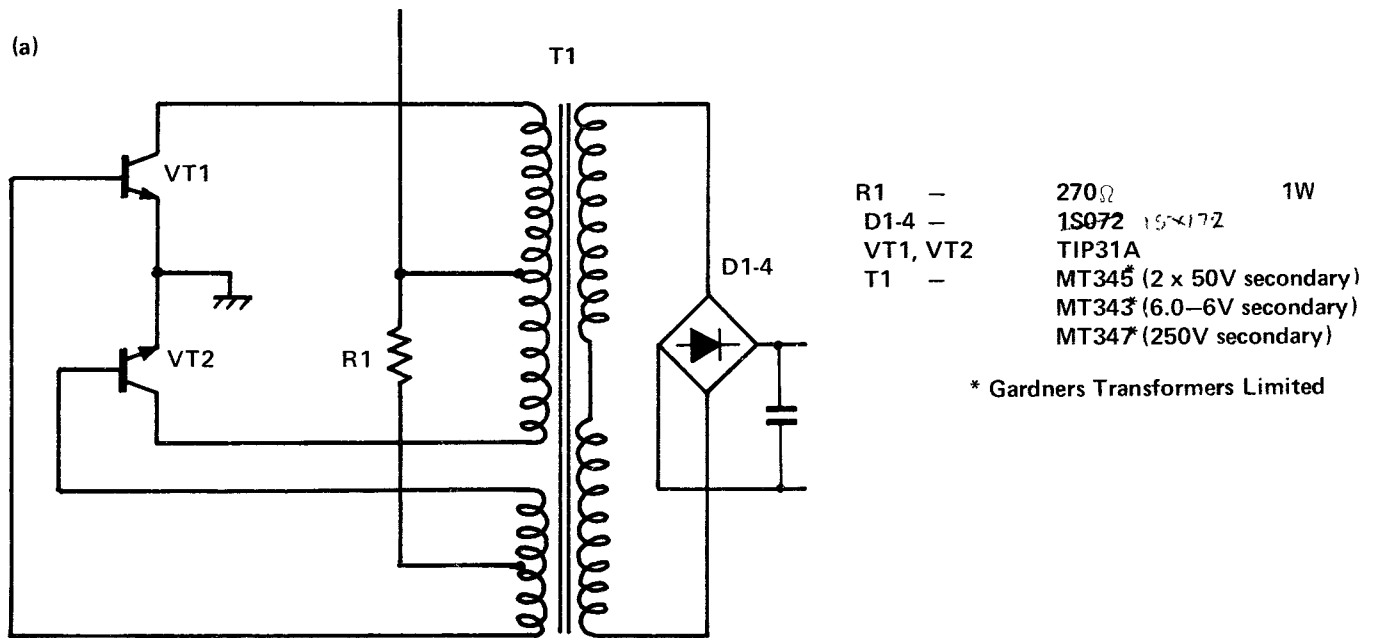 (a)
T1
VT1
VT2
R1
D1-4
R1 – 270Ω 1W
D1-4 – 1S072
VT1, VT2 TIP31A
T1 – MT345* (2 x 50V secondary)
MT343* (6.0–6V secondary)
MT347* (250V secondary)
* Gardners Transformers Limited